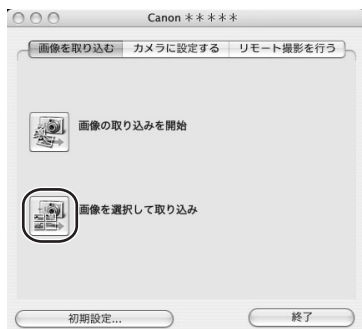 Canon *****
画像を取り込む カメラに設定する リモート撮影を行う
画像の取り込みを開始
画像を選択して取り込み
初期設定... 終了